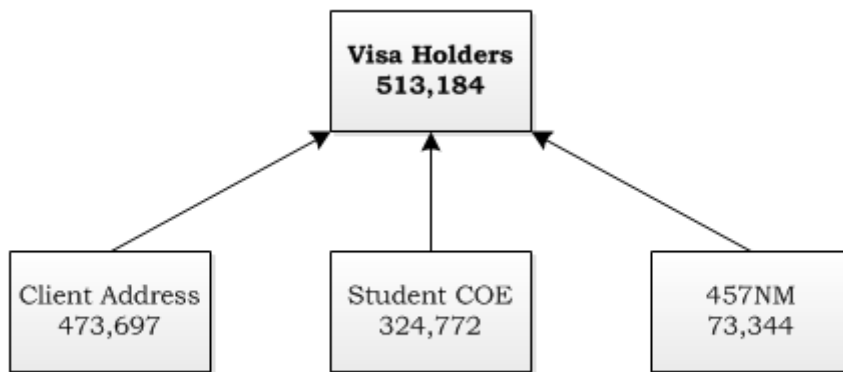 Visa Holders
513,184
Client Address
473,697
Student COE
324,772
457NM
73,344